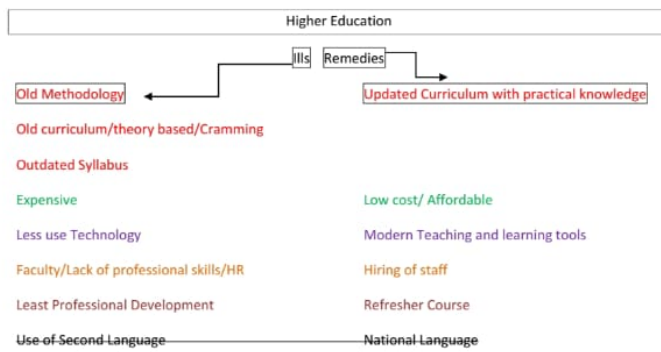 Higher Education
Ills Remedies
Old Methodology Updated Curriculum with practical knowledge
Old curriculum/theory based/Cramming
Outdated Syllabus
Expensive Low cost/ Affordable
Less use Technology Modern Teaching and learning tools
Faculty/Lack of professional skills/HR Hiring of staff
Least Professional Development Refresher Course
Use of Second Language National Language